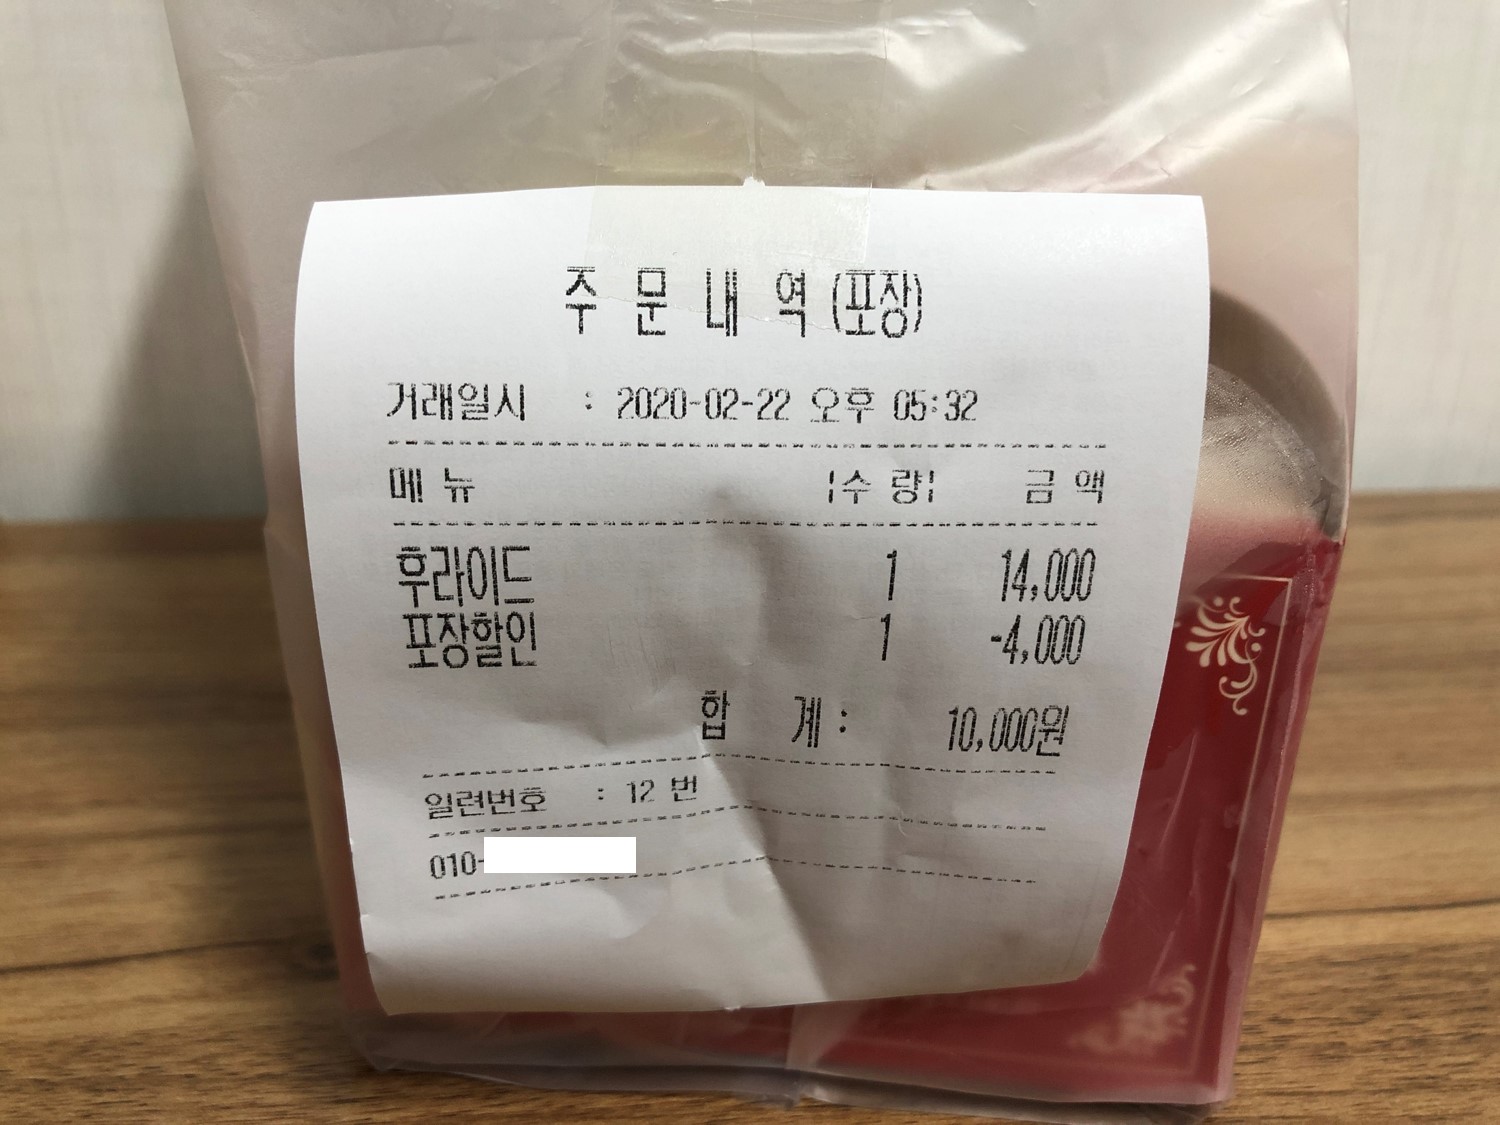 주 문 내 역 (포장)
거래일시 : 2020-02-22 오후 05:32
메 뉴 |수 량| 금 액
후라이드 1 14,000
포장할인 1 -4,000
합 계 : 10,000원
일련번호 : 12 번
010-